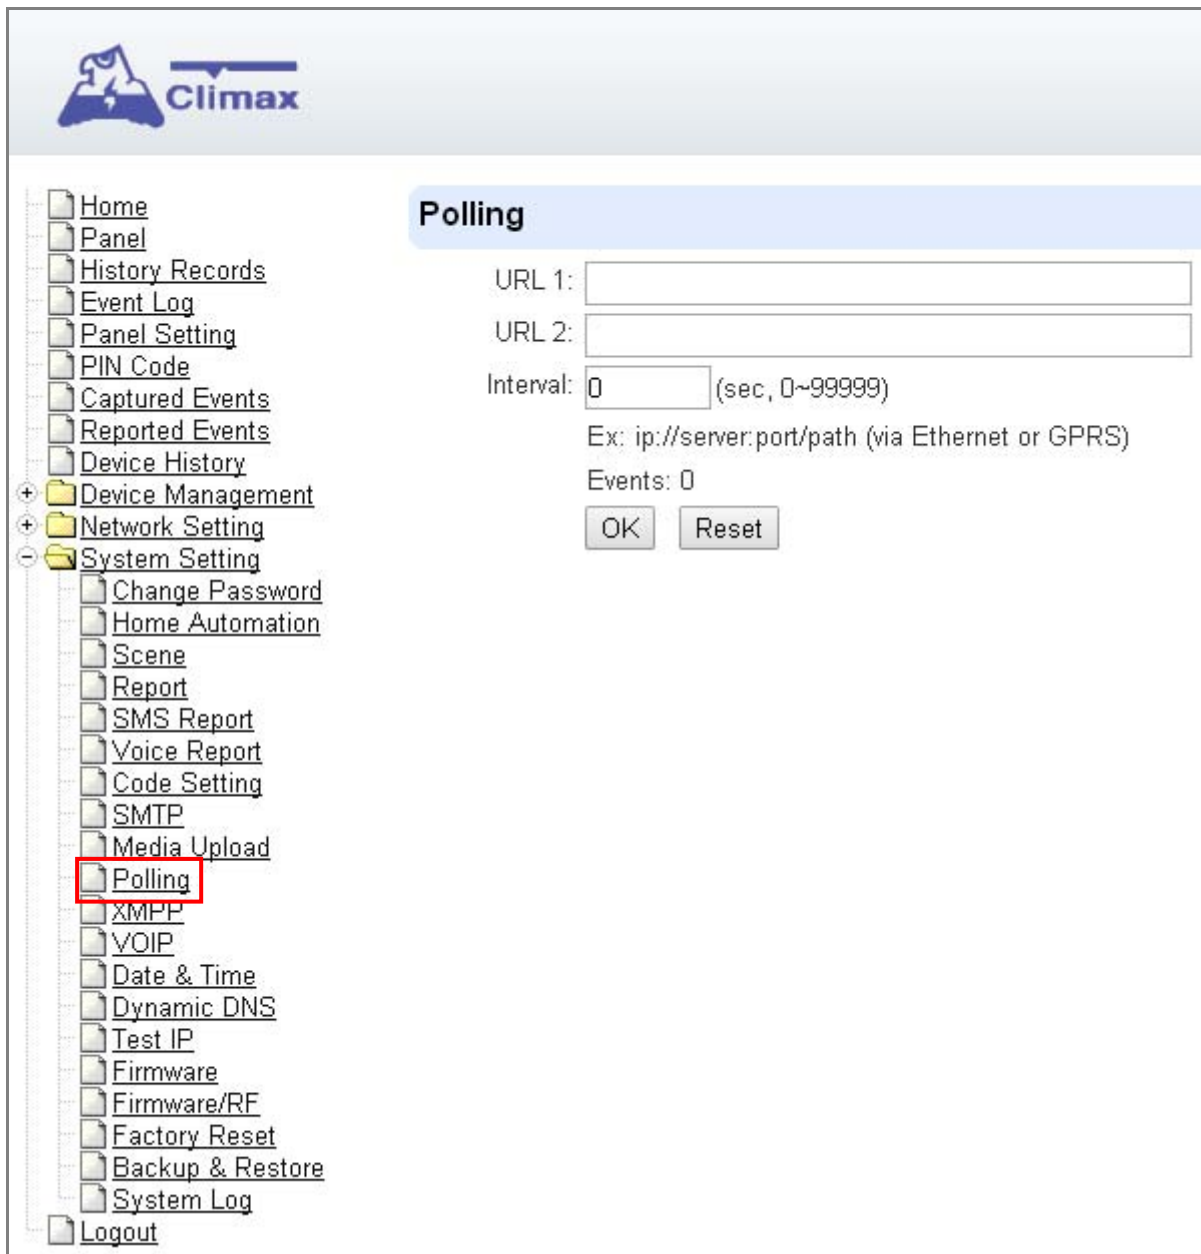 Climax
Home
Panel
History Records
Event Log
Panel Setting
PIN Code
Captured Events
Reported Events
Device History
Device Management
Network Setting
System Setting
Change Password
Home Automation
Scene
Report
SMS Report
Voice Report
Code Setting
SMTP
Media Upload
Polling
XMPP
VOIP
Date & Time
Dynamic DNS
Test IP
Firmware
Firmware/RF
Factory Reset
Backup & Restore
System Log
Logout
Polling
URL 1:
URL 2:
Interval: 0 (sec, 0~99999)
Ex: ip://server:port/path (via Ethernet or GPRS)
Events: 0
OK Reset